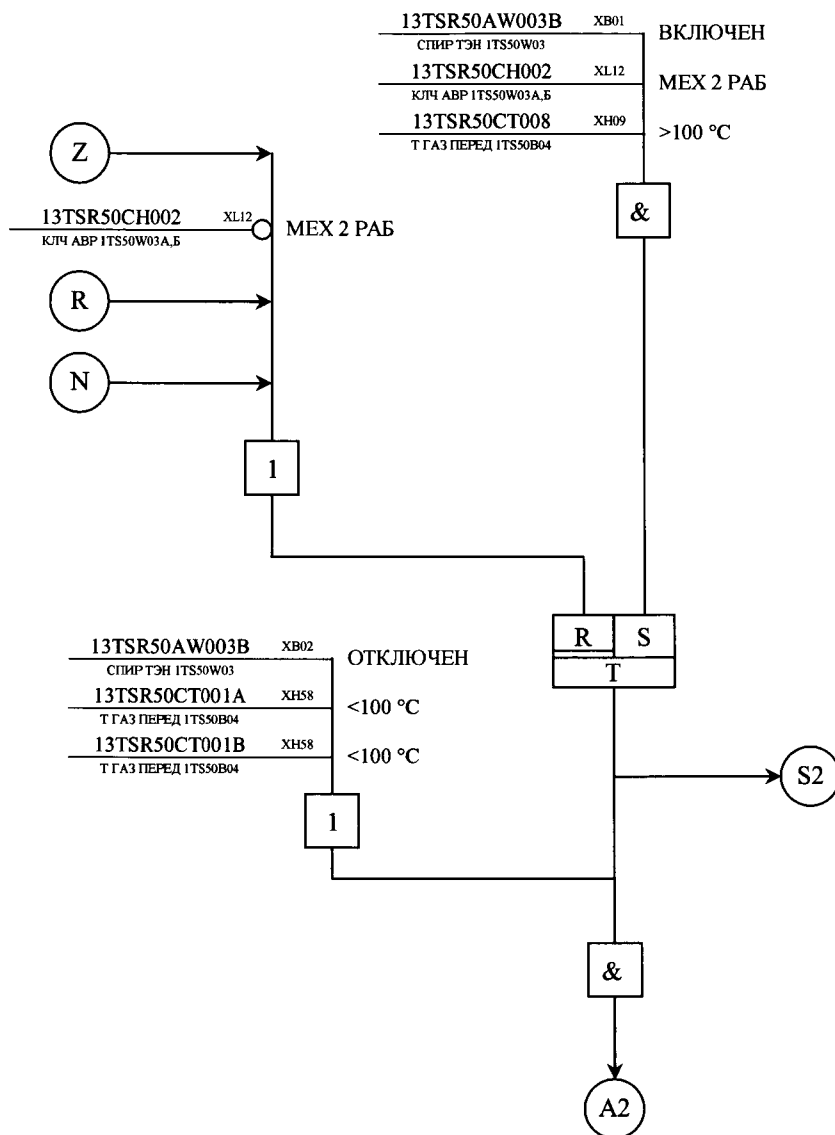 13TSR50AW003B XB01 ВКЛЮЧЕН
СПИР ТЭН 1TS50W03
13TSR50CH002 XL12 МЕХ 2 РАБ
КЛЧ АВР 1TS50W03А,Б
13TSR50CT008 XH09 >100 °C
Т ГАЗ ПЕРЕД 1TS50B04
Z
&
13TSR50CH002 XL12 МЕХ 2 РАБ
КЛЧ АВР 1TS50W03А,Б
R
N
1
R S
T
13TSR50AW003B XB02 ОТКЛЮЧЕН
СПИР ТЭН 1TS50W03
13TSR50CT001A XH58 <100 °C
Т ГАЗ ПЕРЕД 1TS50B04
13TSR50CT001B XH58 <100 °C
Т ГАЗ ПЕРЕД 1TS50B04
S2
1
&
A2